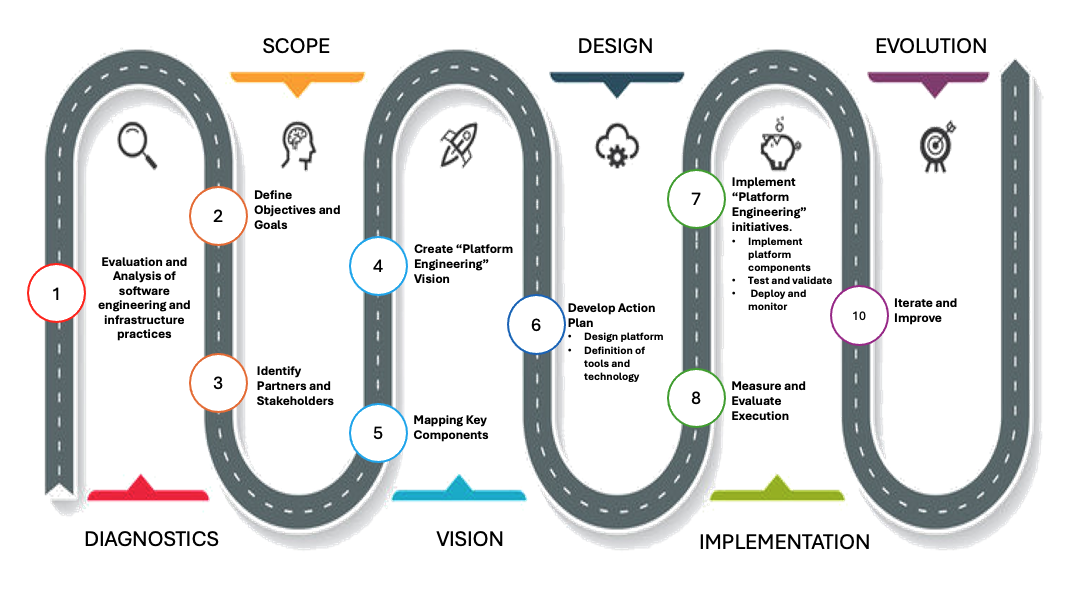 SCOPE
DESIGN
EVOLUTION
1
Evaluation and
Analysis of
software
engineering and
infrastructure
practices
DIAGNOSTICS
2
Define
Objectives and
Goals
3
Identify
Partners and
Stakeholders
4
Create “Platform
Engineering”
Vision
5
Mapping Key
Components
VISION
6
Develop Action
Plan
• Design platform
• Definition of
tools and
technology
7
Implement
“Platform
Engineering”
initiatives.
• Implement
platform
components
• Test and validate
• Deploy and
monitor
8
Measure and
Evaluate
Execution
IMPLEMENTATION
10
Iterate and
Improve